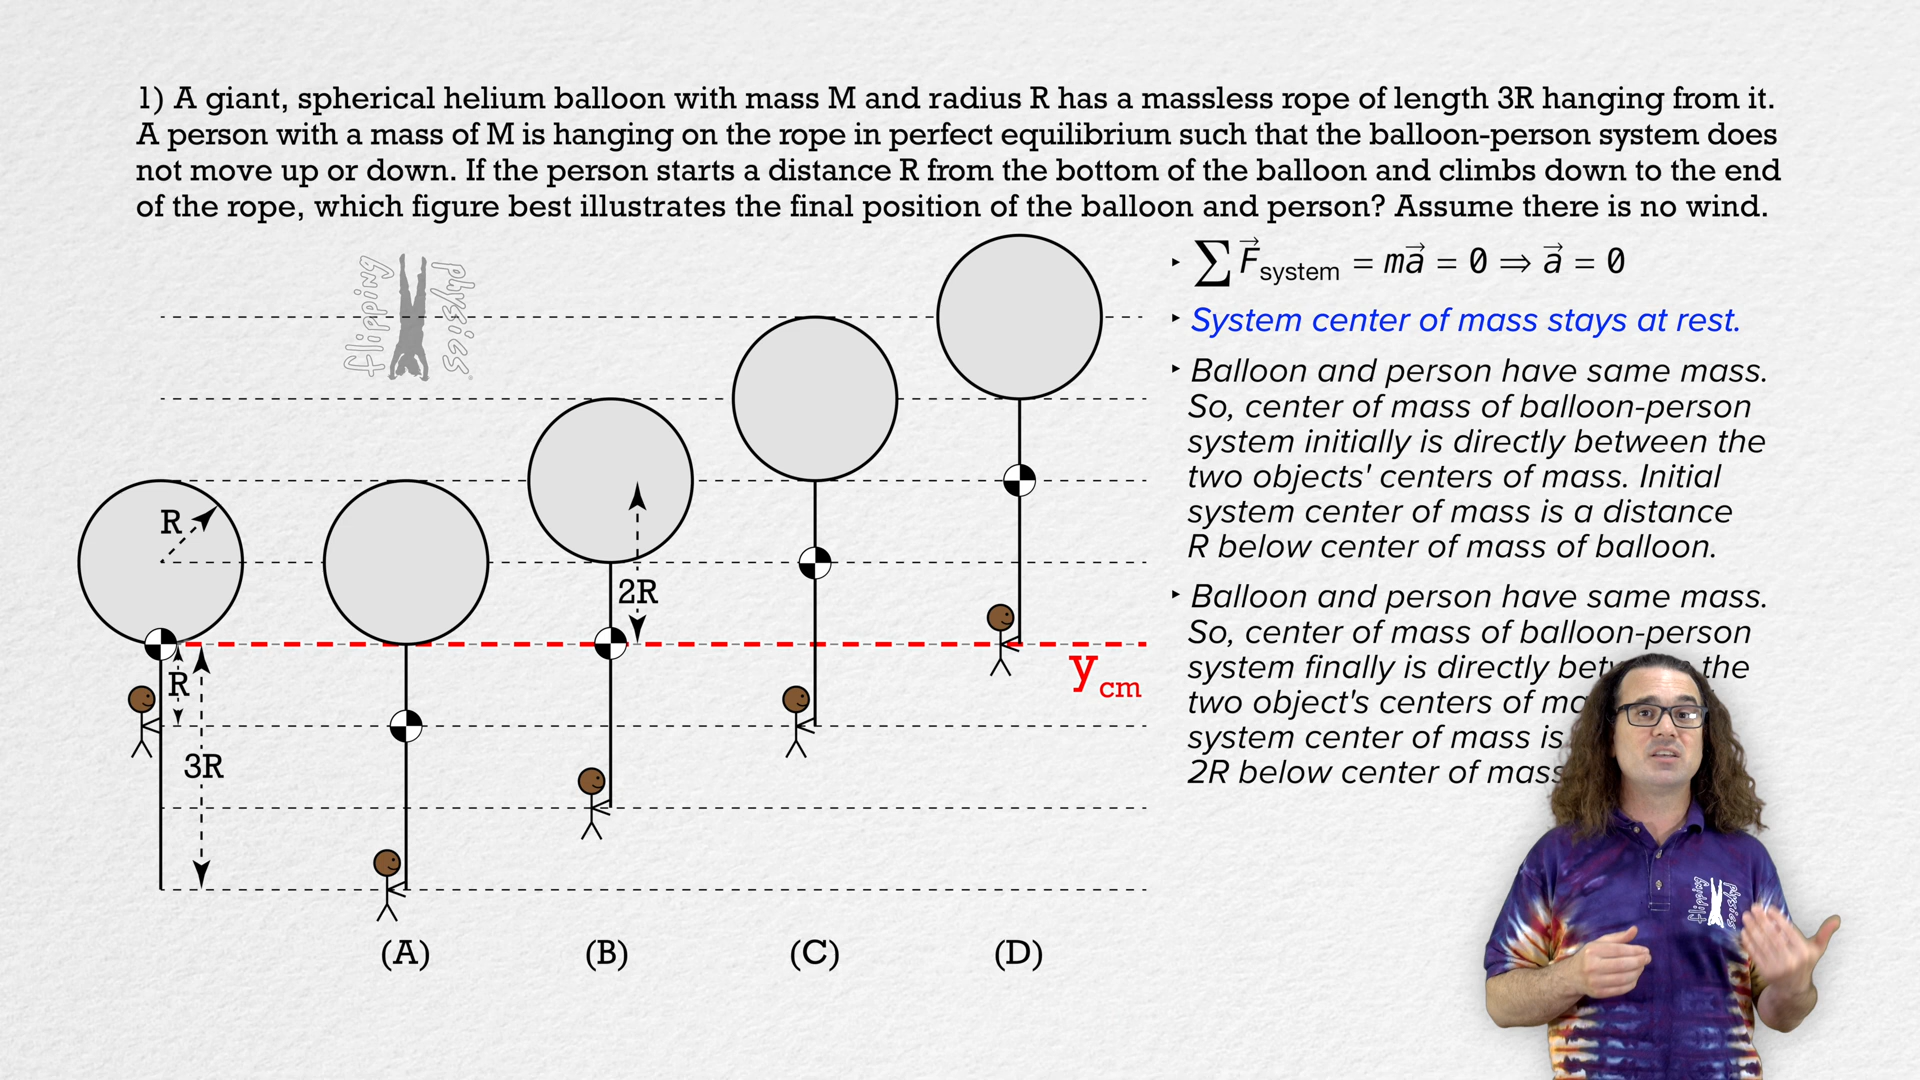 1) A giant, spherical helium balloon with mass M and radius R has a massless rope of length 3R hanging from it.
A person with a mass of M is hanging on the rope in perfect equilibrium such that the balloon-person system does
not move up or down. If the person starts a distance R from the bottom of the balloon and climbs down to the end
of the rope, which figure best illustrates the final position of the balloon and person? Assume there is no wind.
flipping
physics
∑F⃗system = ma⃗ = 0 ⇒ a⃗ = 0
‣ System center of mass stays at rest.
‣ Balloon and person have same mass.
So, center of mass of balloon-person
system initially is directly between the
two objects' centers of mass. Initial
system center of mass is a distance
R below center of mass of balloon.
‣ Balloon and person have same mass.
So, center of mass of balloon-person
system finally is directly the
two object's centers of
system center of mass is
2R below center of mass
R
2R
R
3R
ycm
(A)
(B)
(C)
(D)
flipping
physics